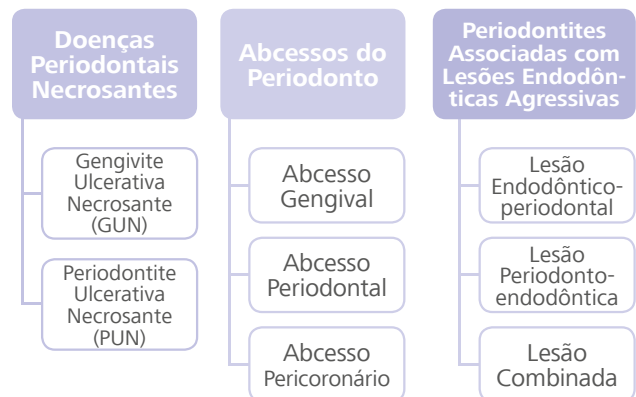 Doenças
Periodontais
Necrosantes
Gengivite
Ulcerativa
Necrosante
(GUN)
Periodontite
Ulcerativa
Necrosante
(PUN)
Abcessos do
Periodonto
Abcesso
Gengival
Abcesso
Periodontal
Abcesso
Pericoronário
Periodontites
Associadas com
Lesões Endodôn-
ticas Agressivas
Lesão
Endodôntico-
periodontal
Lesão
Periodonto-
endodôntica
Lesão
Combinada